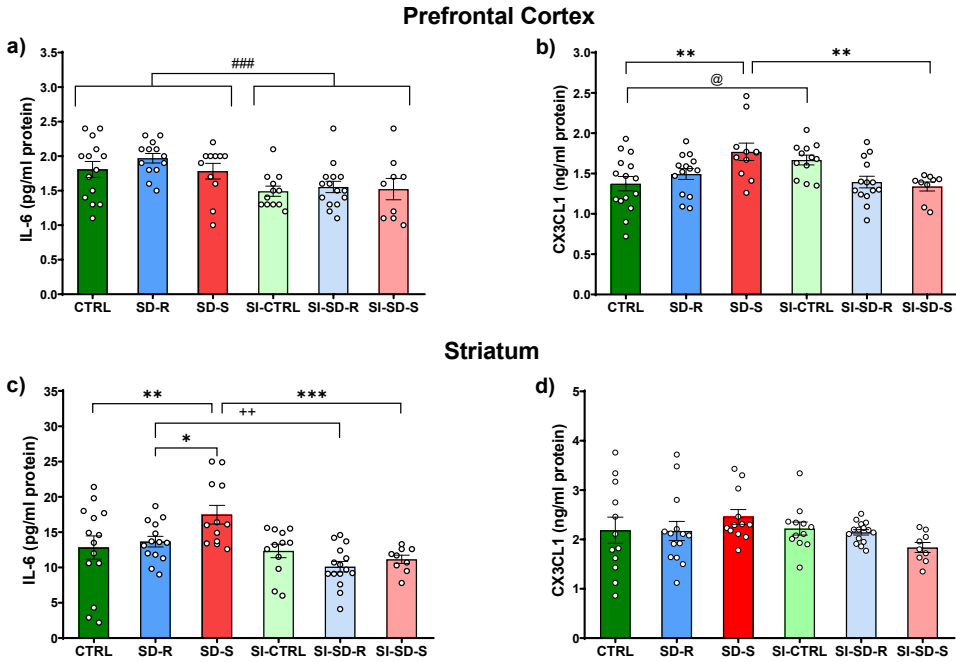 Prefrontal Cortex
a)
IL-6 (pg/ml protein)
3.5
3.0
2.5
2.0
1.5
1.0
0.5
0.0
###
CTRL SD-R SD-S SI-CTRL SI-SD-R SI-SD-S
b)
CX3CL1 (ng/ml protein)
3.0
2.5
2.0
1.5
1.0
0.5
0.0
** **
@
CTRL SD-R SD-S SI-CTRL SI-SD-R SI-SD-S
Striatum
c)
IL-6 (pg/ml protein)
35
30
25
20
15
10
5
0
** ***
++
*
CTRL SD-R SD-S SI-CTRL SI-SD-R SI-SD-S
d)
CX3CL1 (ng/ml protein)
5
4
3
2
1
0
CTRL SD-R SD-S SI-CTRL SI-SD-R SI-SD-S